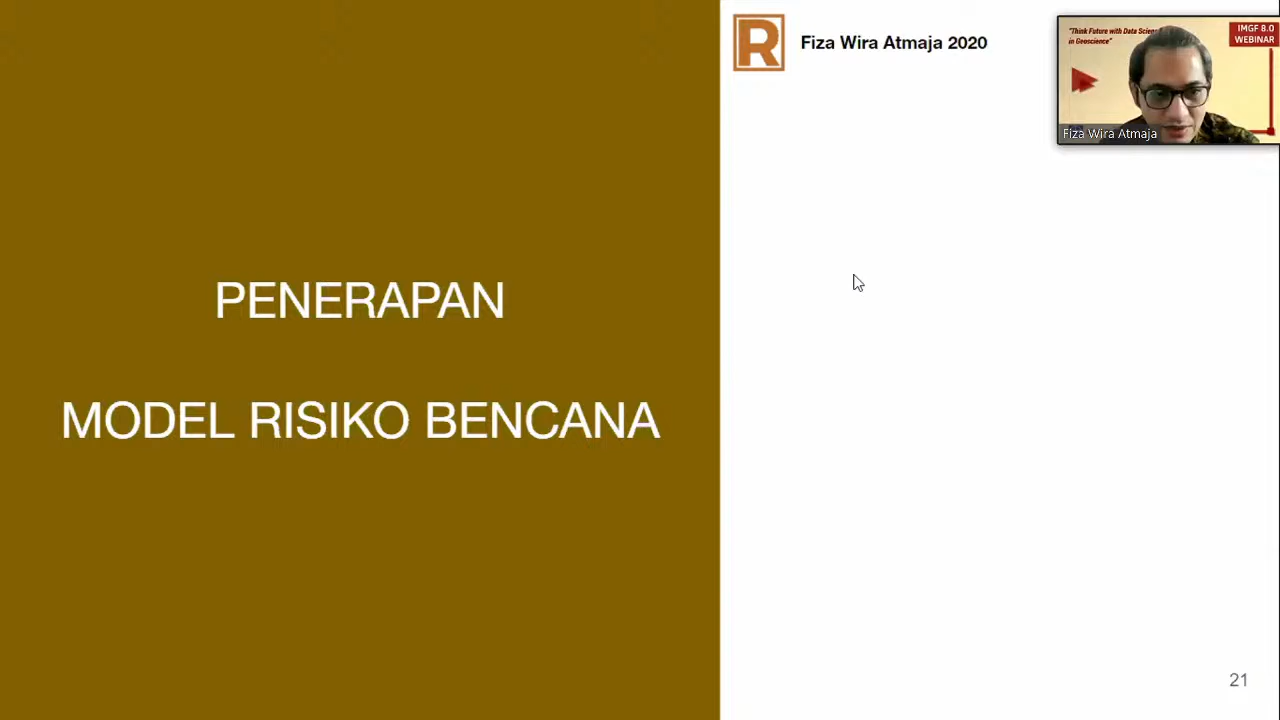 PENERAPAN
MODEL RISIKO BENCANA
R
Fiza Wira Atmaja 2020
"Think Future with Data Scien
in Geoscience"
IMGF 8.0
WEBINAR
Fiza Wira Atmaja
21